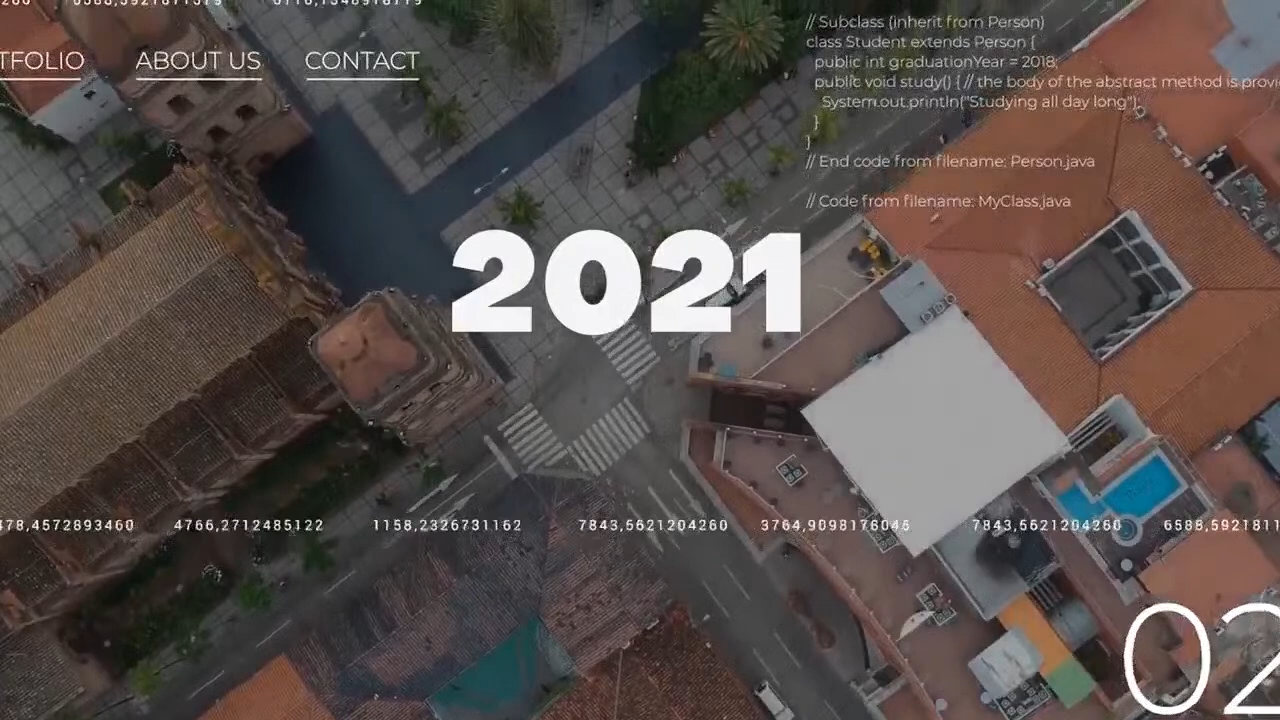 TFOLIO ABOUT US CONTACT
// Subclass (inherit from Person)
class Student extends Person {
public int graduationYear = 2018;
public void study() { // the body of the abstract method is provi
System.out.println("Studying all day long");
}
}
// End code from filename: Person.java
// Code from filename: MyClass.java
2021
478,4572893460 4766,2712485122 1158,2326731162 7843,5621204260 3764,9098176045 7843,5621204260 6588,5921811
02